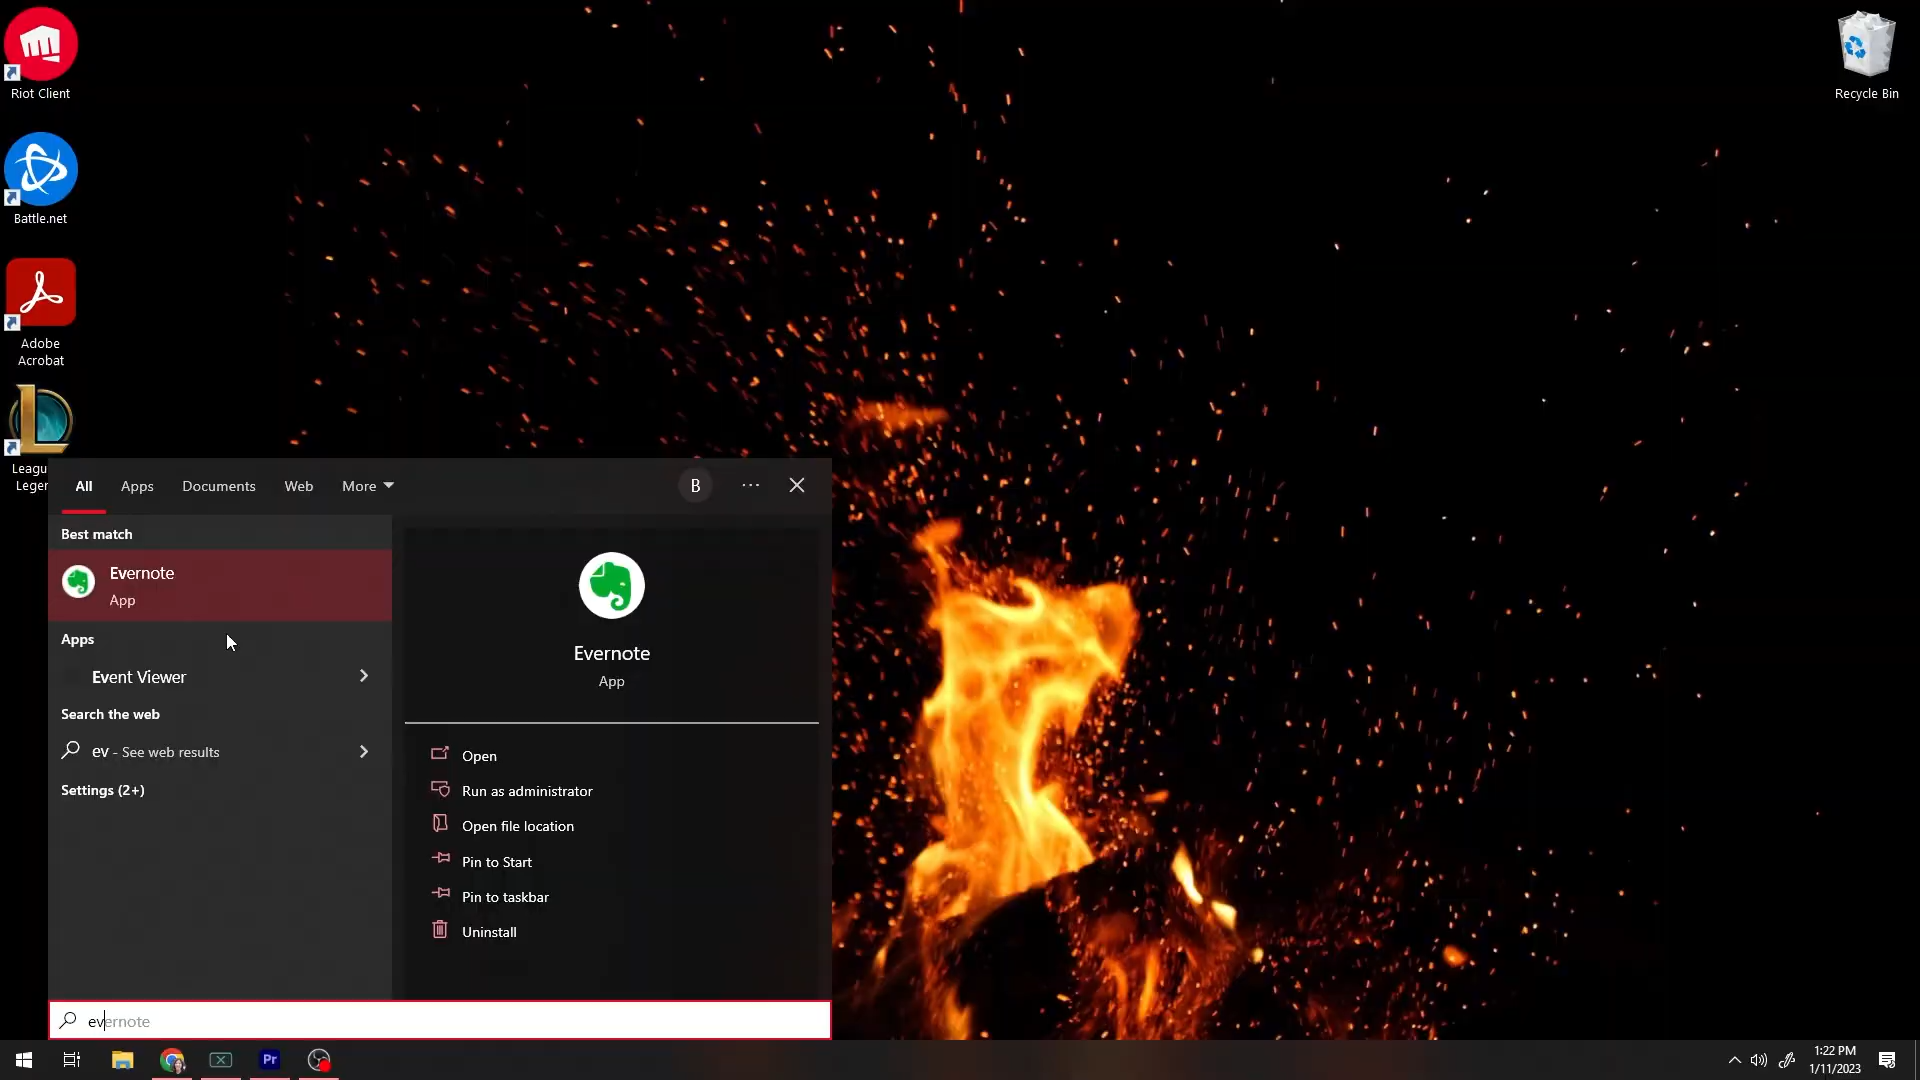 Riot Client
Recycle Bin
Battle.net
Adobe
Acrobat
Leagu
Leger
All Apps Documents Web More B
Best match
Evernote
App
Apps
Event Viewer
Search the web
ev - See web results
Settings (2+)
Evernote
App
Open
Run as administrator
Open file location
Pin to Start
Pin to taskbar
Uninstall
evernote
Pr
1:22 PM
1/11/2023